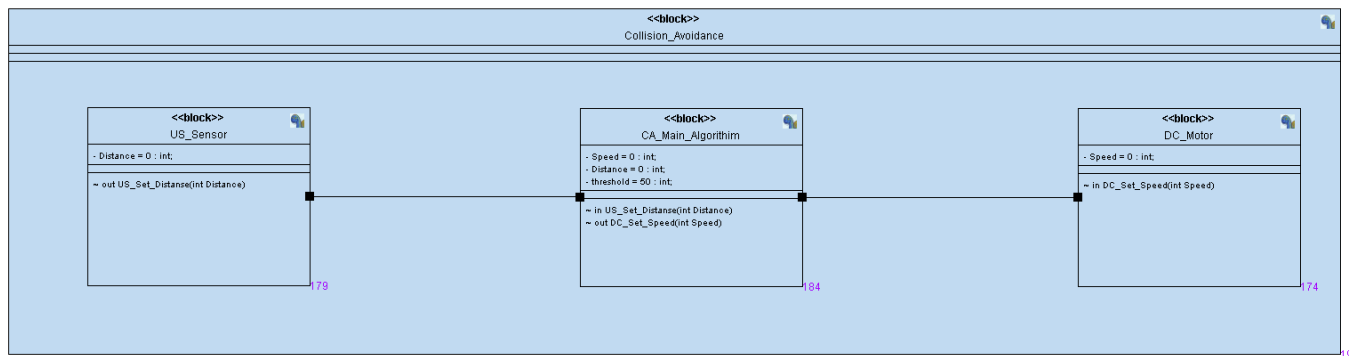 <<block>>
Collision_Avoidance
<<block>>
US_Sensor
- Distance = 0 : int;
~ out US_Set_Distanse(int Distance)
179
<<block>>
CA_Main_Algorithim
- Speed = 0 : int;
- Distance = 0 : int;
- threshold = 50 : int;
~ in US_Set_Distanse(int Distance)
~ out DC_Set_Speed(int Speed)
184
<<block>>
DC_Motor
- Speed = 0 : int;
~ in DC_Set_Speed(int Speed)
174